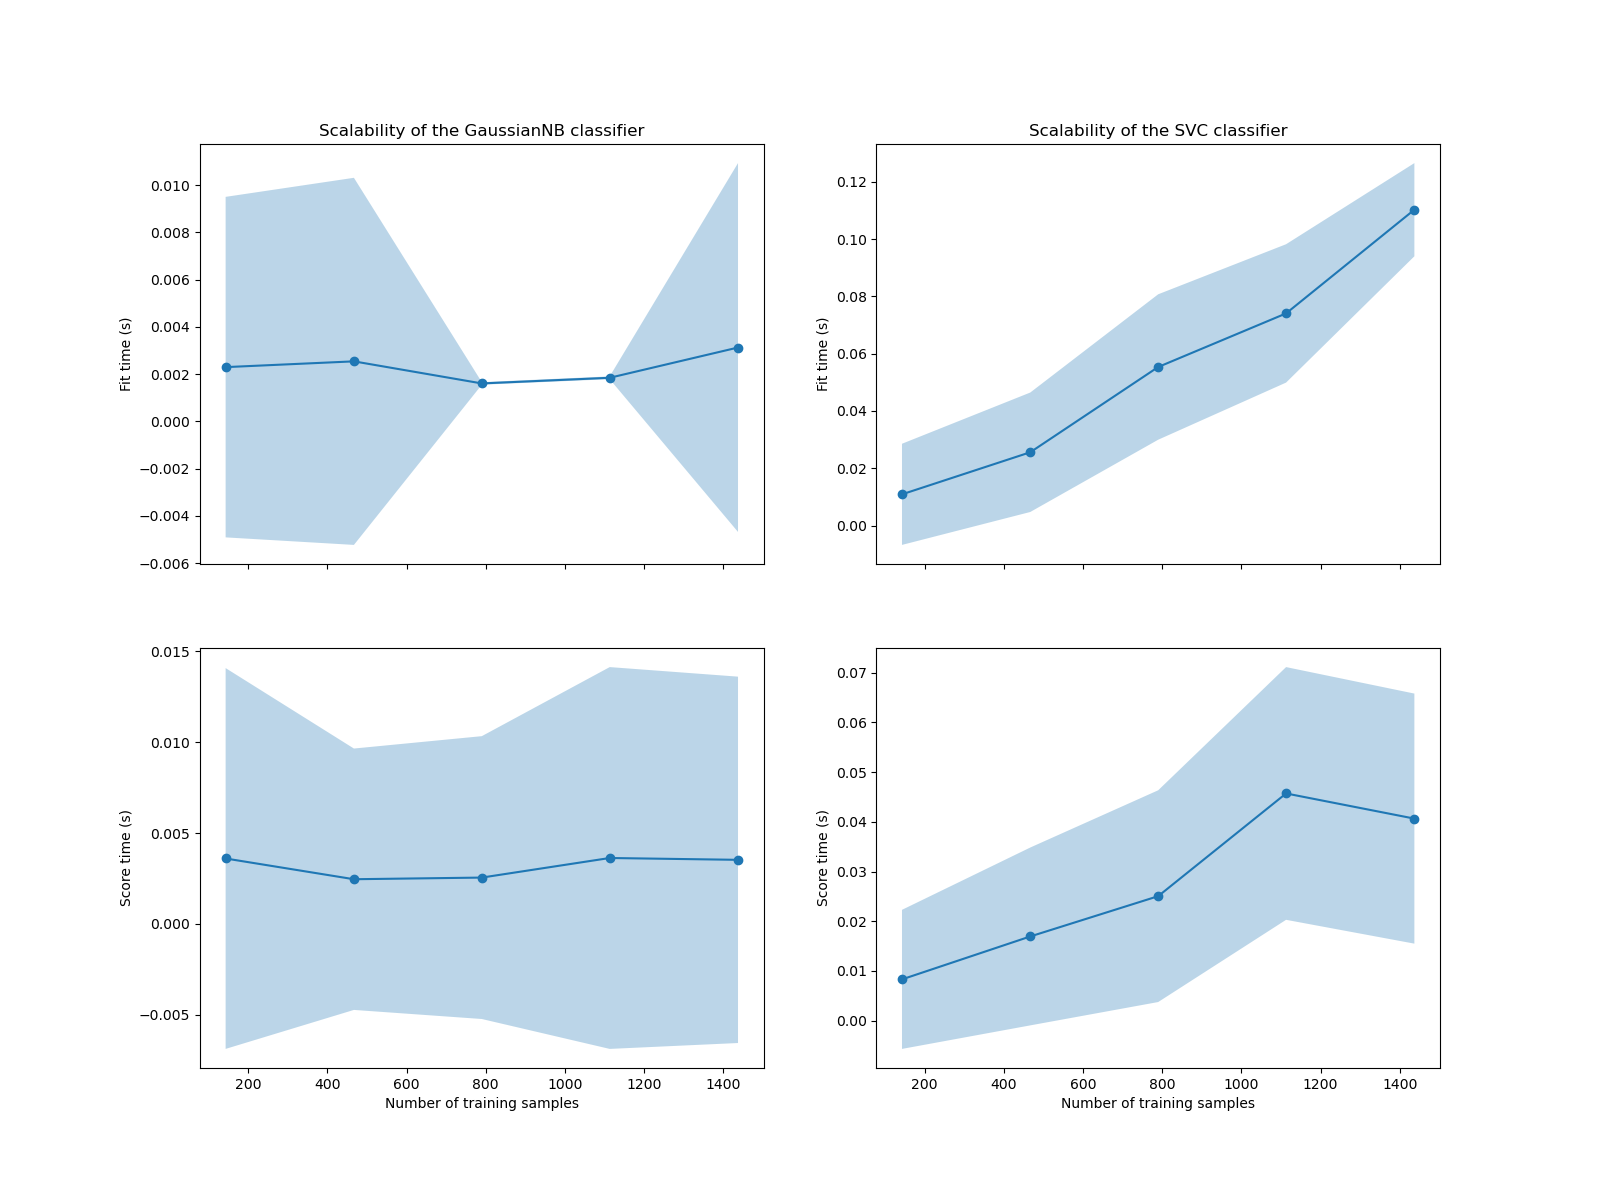 Scalability of the GaussianNB classifier
0.010
0.008
0.006
0.004
0.002
0.000
−0.002
−0.004
−0.006
Fit time (s)
Scalability of the SVC classifier
0.12
0.10
0.08
0.06
0.04
0.02
0.00
Fit time (s)
0.015
0.010
0.005
0.000
−0.005
Score time (s)
200 400 600 800 1000 1200 1400
Number of training samples
0.07
0.06
0.05
0.04
0.03
0.02
0.01
0.00
Score time (s)
200 400 600 800 1000 1200 1400
Number of training samples